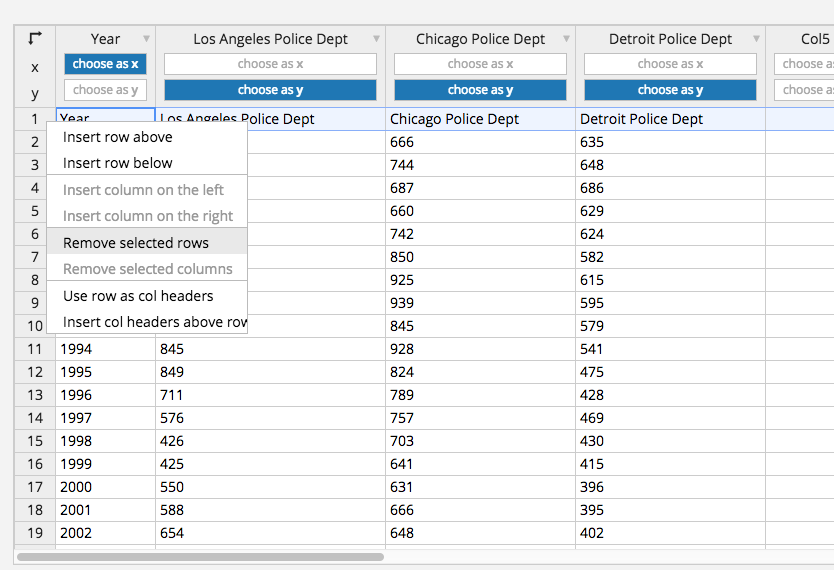 Year Los Angeles Police Dept Chicago Police Dept Detroit Police Dept Col5
x choose as x choose as x choose as x choose as x choose as
y choose as y choose as y choose as y choose as y choose as
1 Year Los Angeles Police Dept Chicago Police Dept Detroit Police Dept
Insert row above
2 666 635
Insert row below
3 744 648
Insert column on the left
4 687 686
Insert column on the right
5 660 629
6 742 624
Remove selected rows
7 850 582
Remove selected columns
8 925 615
Use row as col headers
9 939 595
Insert col headers above row
10 845 579
11 1994 845 928 541
12 1995 849 824 475
13 1996 711 789 428
14 1997 576 757 469
15 1998 426 703 430
16 1999 425 641 415
17 2000 550 631 396
18 2001 588 666 395
19 2002 654 648 402